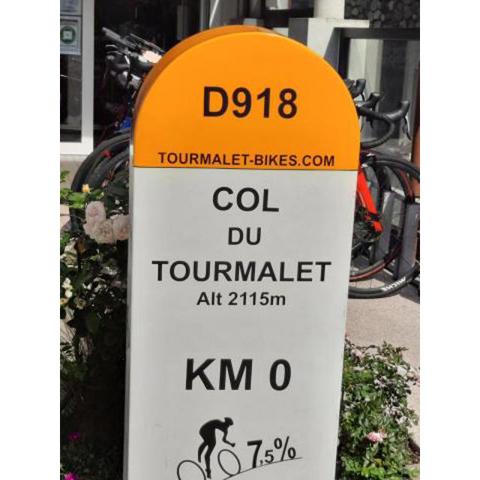 D918
TOURMALET-BIKES.COM
COL
DU
TOURMALET
Alt 2115m
KM 0
7,5%